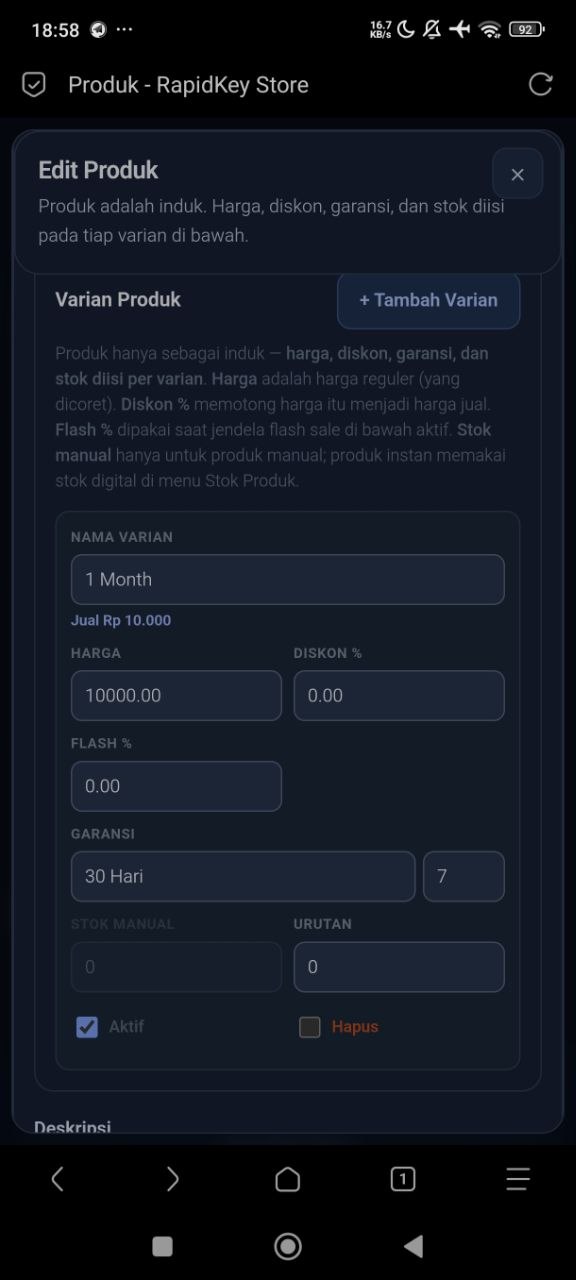 18:58
16.7
KB/s
92
Produk - RapidKey Store
Edit Produk
Produk adalah induk. Harga, diskon, garansi, dan stok diisi
pada tiap varian di bawah.
Varian Produk
+ Tambah Varian
Produk hanya sebagai induk — harga, diskon, garansi, dan
stok diisi per varian. Harga adalah harga reguler (yang
dicoret). Diskon % memotong harga itu menjadi harga jual.
Flash % dipakai saat jendela flash sale di bawah aktif. Stok
manual hanya untuk produk manual; produk instan memakai
stok digital di menu Stok Produk.
NAMA VARIAN
1 Month
Jual Rp 10.000
HARGA
DISKON %
10000.00
0.00
FLASH %
0.00
GARANSI
30 Hari
7
STOK MANUAL
URUTAN
0
0
Aktif
Hapus
Deskripsi
1